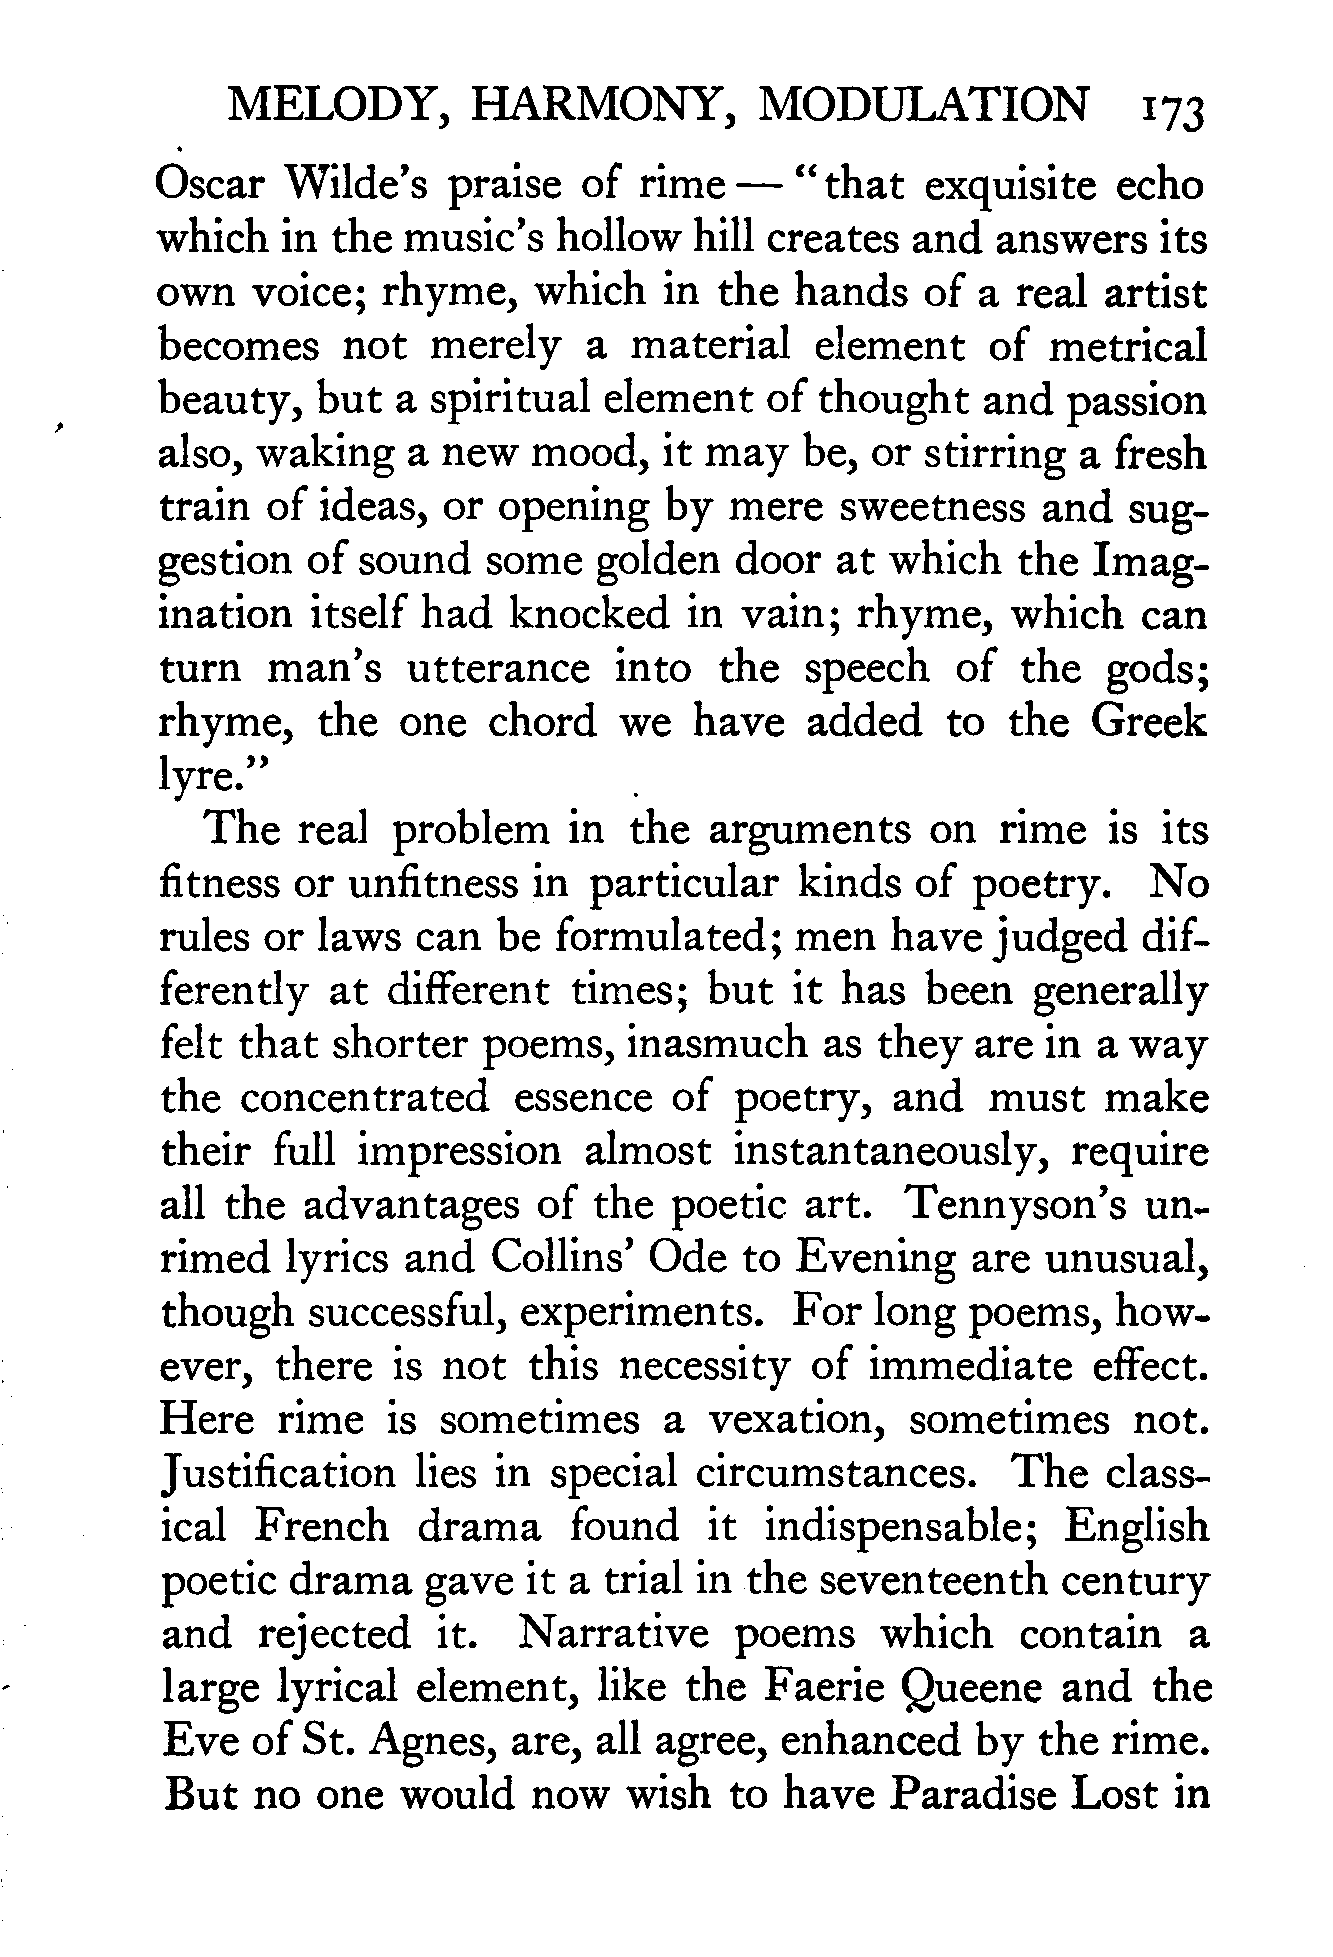 MELODY, HARMONY, MODULATION 173
Oscar Wilde's praise of rime — "that exquisite echo
which in the music's hollow hill creates and answers its
own voice; rhyme, which in the hands of a real artist
becomes not merely a material element of metrical
beauty, but a spiritual element of thought and passion
also, waking a new mood, it may be, or stirring a fresh
train of ideas, or opening by mere sweetness and sug-
gestion of sound some golden door at which the Imag-
ination itself had knocked in vain; rhyme, which can
turn man's utterance into the speech of the gods;
rhyme, the one chord we have added to the Greek
lyre."
The real problem in the arguments on rime is its
fitness or unfitness in particular kinds of poetry. No
rules or laws can be formulated; men have judged dif-
ferently at different times; but it has been generally
felt that shorter poems, inasmuch as they are in a way
the concentrated essence of poetry, and must make
their full impression almost instantaneously, require
all the advantages of the poetic art. Tennyson's un-
rimed lyrics and Collins' Ode to Evening are unusual,
though successful, experiments. For long poems, how-
ever, there is not this necessity of immediate effect.
Here rime is sometimes a vexation, sometimes not.
Justification lies in special circumstances. The class-
ical French drama found it indispensable; English
poetic drama gave it a trial in the seventeenth century
and rejected it. Narrative poems which contain a
large lyrical element, like the Faerie Queene and the
Eve of St. Agnes, are, all agree, enhanced by the rime.
But no one would now wish to have Paradise Lost in